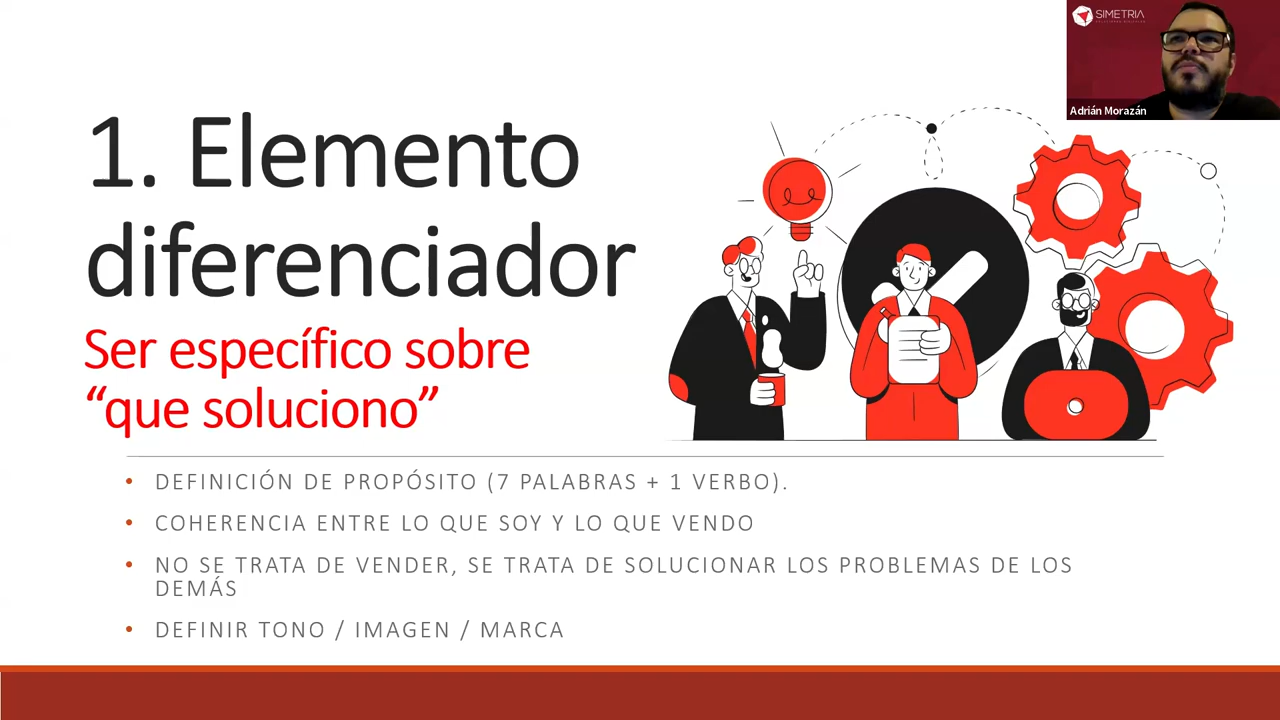 SIMETRIA
Adrián Morazán
1. Elemento
diferenciador
Ser específico sobre
“que soluciono”
• DEFINICIÓN DE PROPÓSITO (7 PALABRAS + 1 VERBO).
• COHERENCIA ENTRE LO QUE SOY Y LO QUE VENDO
• NO SE TRATA DE VENDER, SE TRATA DE SOLUCIONAR LOS PROBLEMAS DE LOS
DEMÁS
• DEFINIR TONO / IMAGEN / MARCA